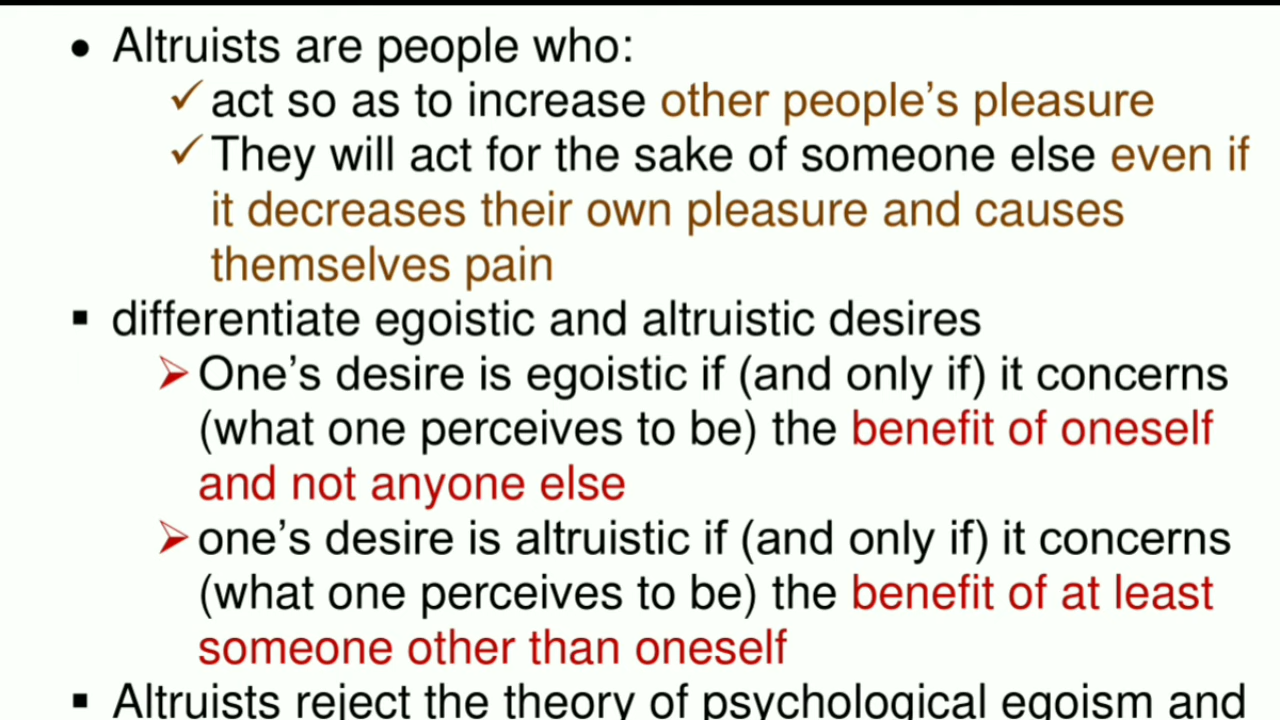 • Altruists are people who:
✓ act so as to increase other people’s pleasure
✓ They will act for the sake of someone else even if
it decreases their own pleasure and causes
themselves pain
▪ differentiate egoistic and altruistic desires
➢ One’s desire is egoistic if (and only if) it concerns
(what one perceives to be) the benefit of oneself
and not anyone else
➢ one’s desire is altruistic if (and only if) it concerns
(what one perceives to be) the benefit of at least
someone other than oneself
▪ Altruists reject the theory of psychological egoism and